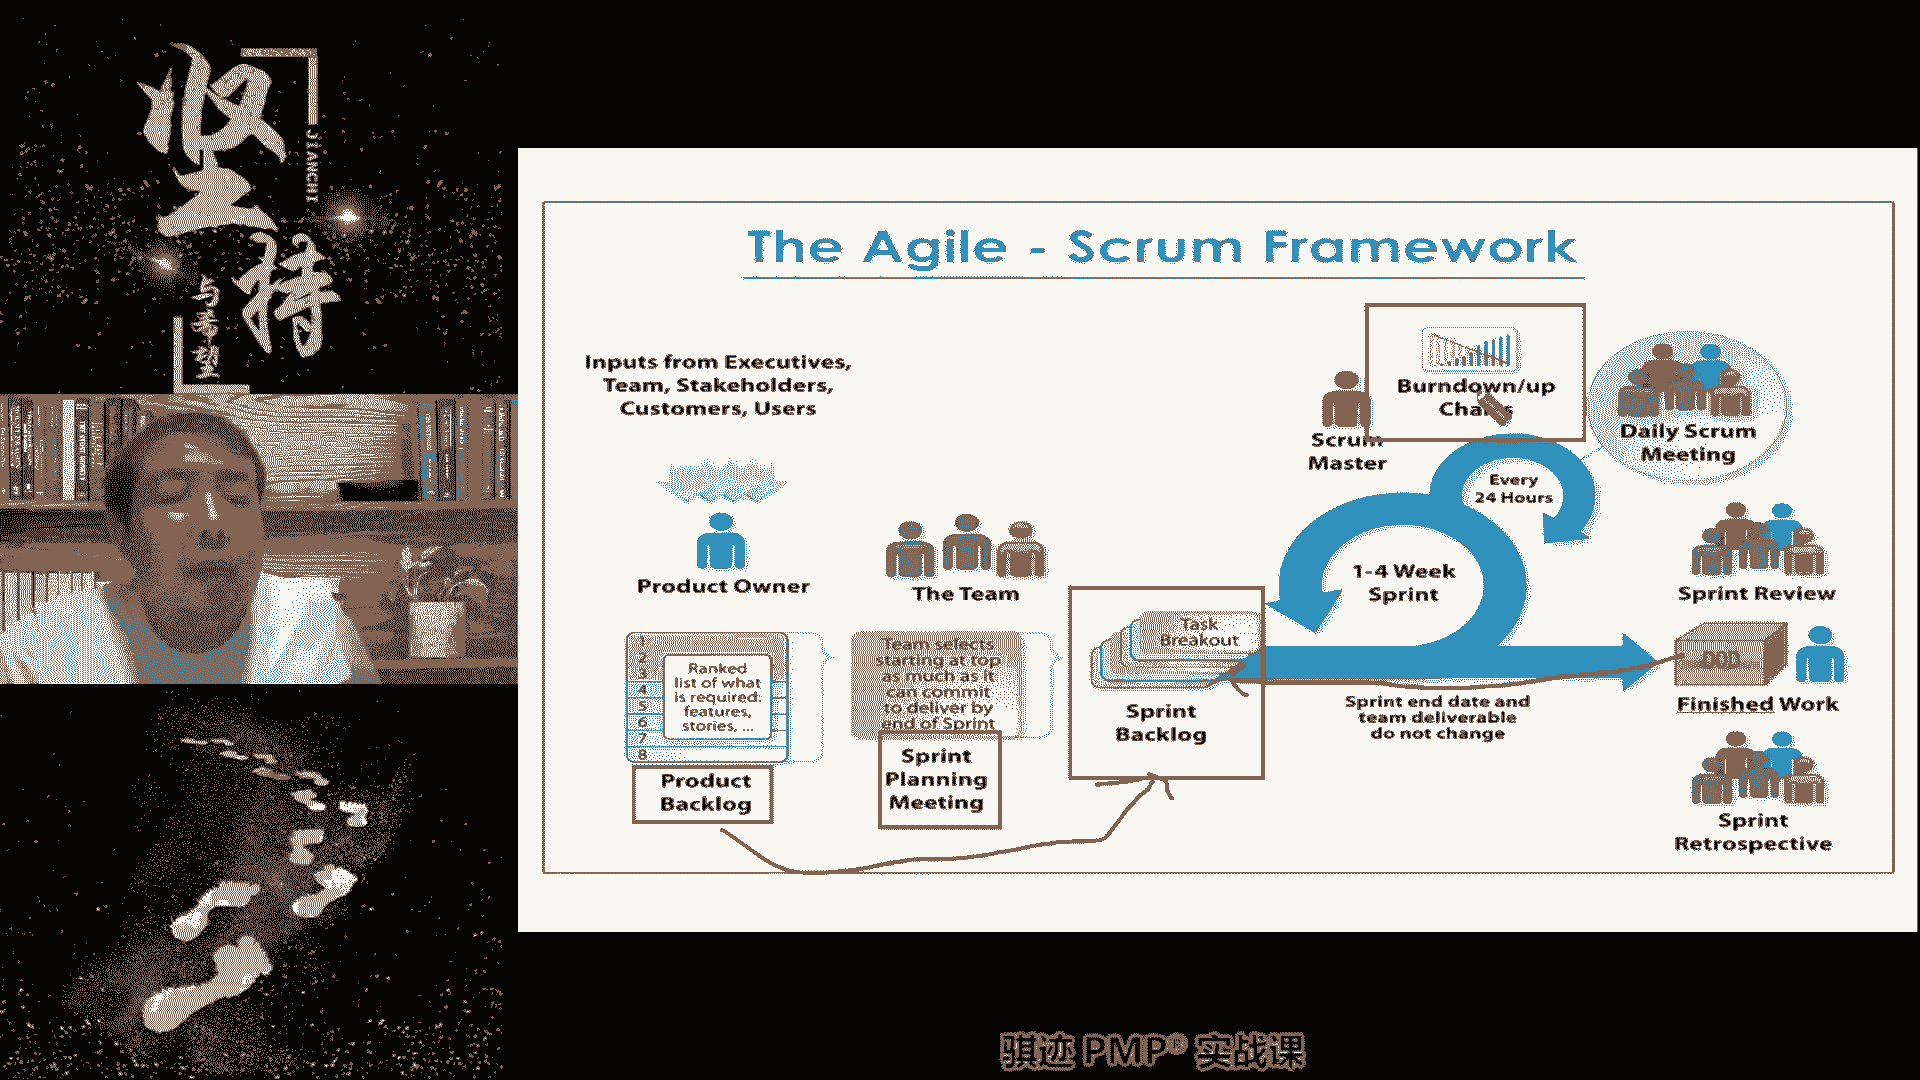 坚
持
JIANCHI
与希望
The Agile - Scrum Framework
Inputs from Executives,
Team, Stakeholders,
Customers, Users
Product Owner
The Team
1
2
3
4
5
6
7
8
Ranked
list of what
is required:
features,
stories, ...
Product
Backlog
Team selects
starting at top
as much as it
can commit
to deliver by
end of Sprint
Sprint
Planning
Meeting
Task
Breakout
Sprint
Backlog
Scrum
Master
Burndown/up
Charts
Every
24 Hours
1-4 Week
Sprint
Sprint end date and
team deliverable
do not change
Daily Scrum
Meeting
Sprint Review
DOD
Finished Work
Sprint
Retrospective
骐迹 PMP® 实战课